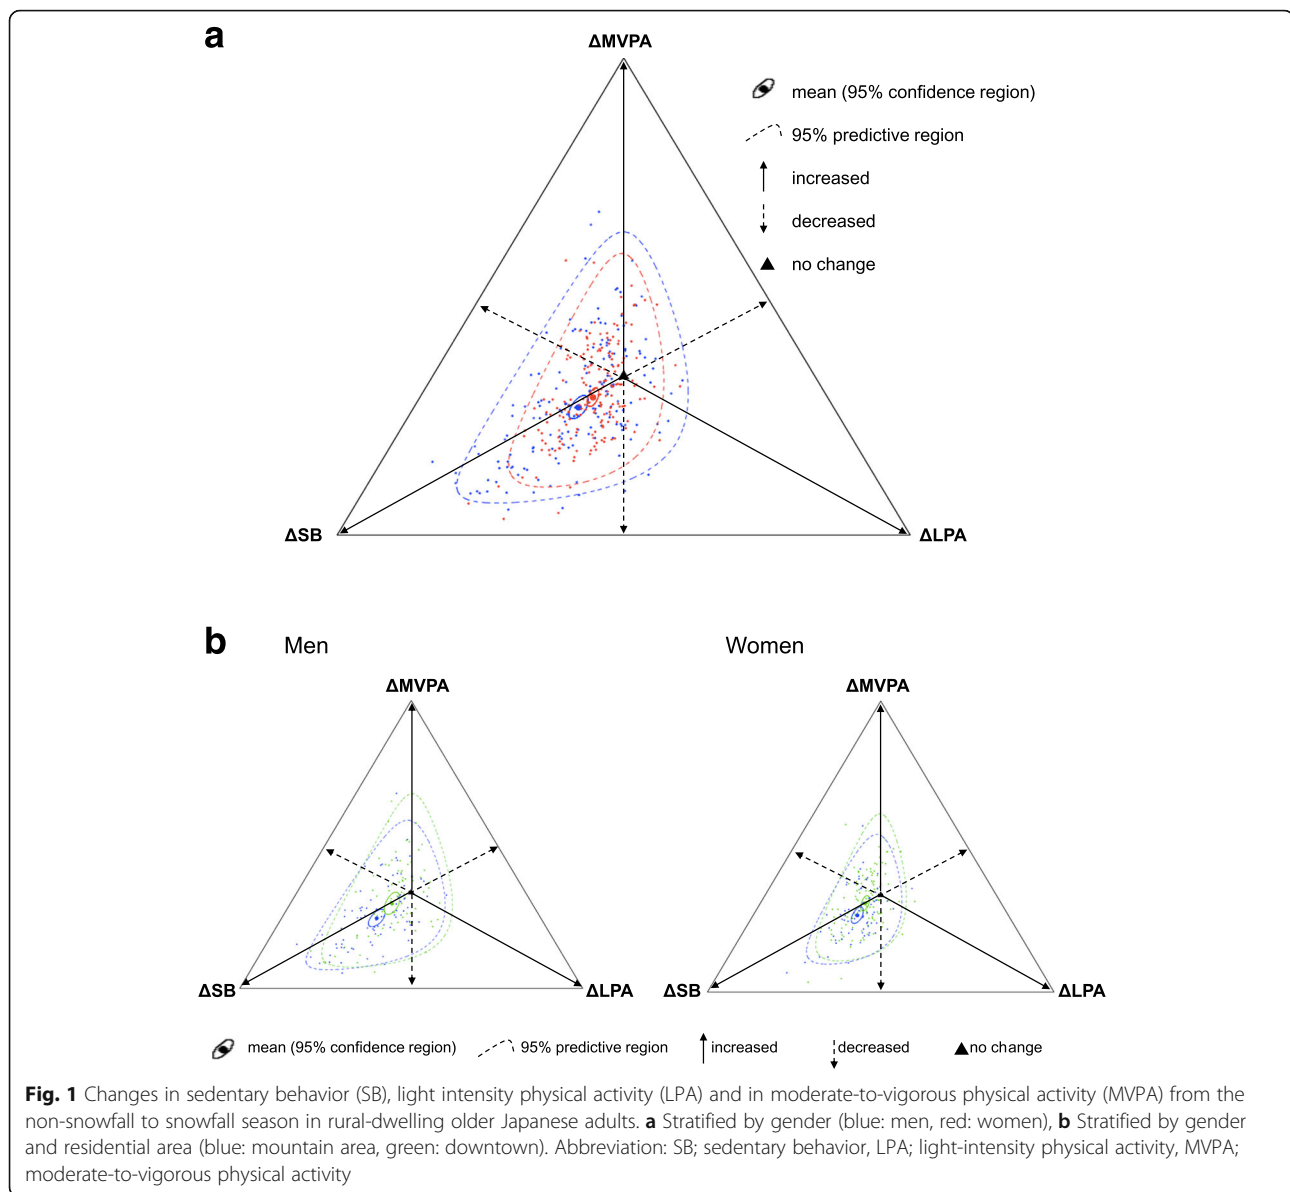 a
ΔMVPA
mean (95% confidence region)
95% predictive region
increased
decreased
no change
ΔSB
ΔLPA
b
Men
Women
ΔMVPA
ΔMVPA
ΔSB
ΔLPA
ΔSB
ΔLPA
mean (95% confidence region)
95% predictive region
increased
decreased
no change
Fig. 1 Changes in sedentary behavior (SB), light intensity physical activity (LPA) and in moderate-to-vigorous physical activity (MVPA) from the
non-snowfall to snowfall season in rural-dwelling older Japanese adults. a Stratified by gender (blue: men, red: women), b Stratified by gender
and residential area (blue: mountain area, green: downtown). Abbreviation: SB; sedentary behavior, LPA; light-intensity physical activity, MVPA;
moderate-to-vigorous physical activity